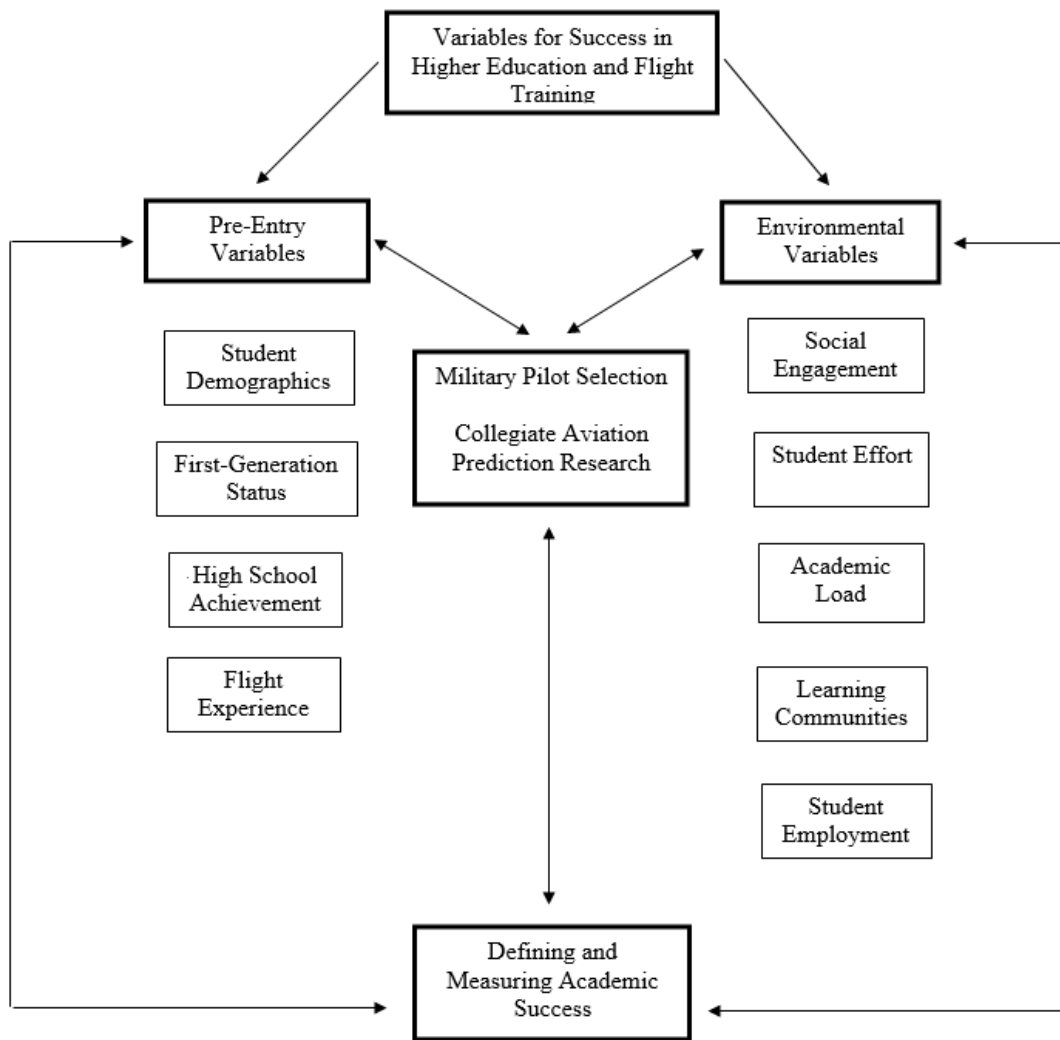 Variables for Success in
Higher Education and Flight
Training
Pre-Entry
Variables
Environmental
Variables
Student
Demographics
First-Generation
Status
High School
Achievement
Flight
Experience
Military Pilot Selection
Collegiate Aviation
Prediction Research
Social
Engagement
Student Effort
Academic
Load
Learning
Communities
Student
Employment
Defining and
Measuring Academic
Success